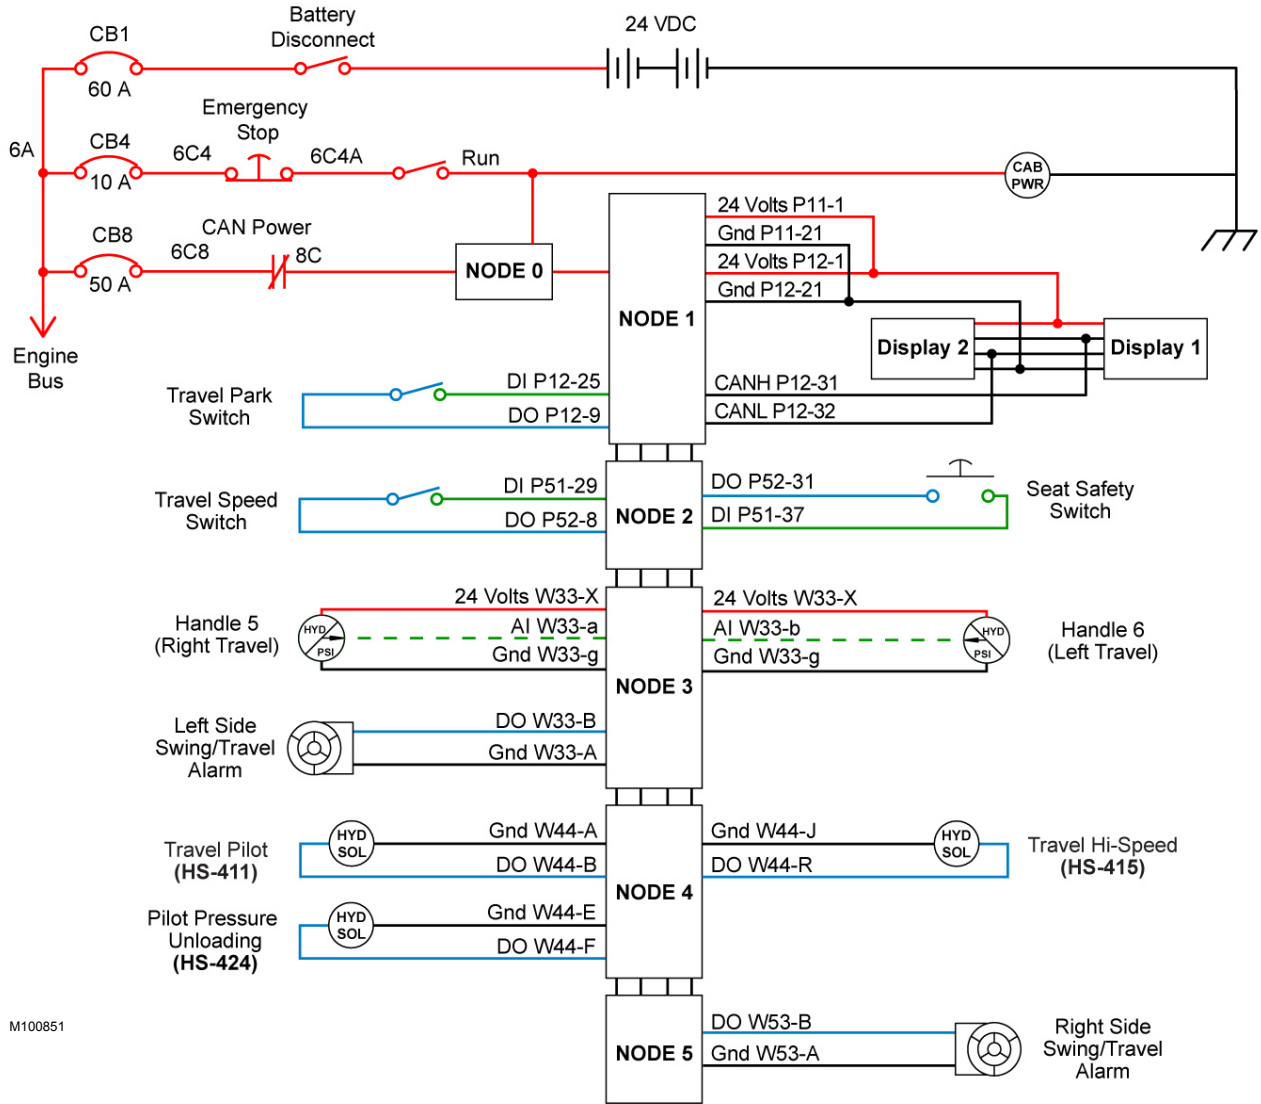 CB1
60 A
Battery
Disconnect
24 VDC
6A
CB4
10 A
6C4
Emergency
Stop
6C4A
Run
CAB
PWR
CB8
50 A
6C8
CAN Power
8C
NODE 0
Engine
Bus
NODE 1
24 Volts P11-1
Gnd P11-21
24 Volts P12-1
Gnd P12-21
Display 2
Display 1
CANH P12-31
CANL P12-32
Travel Park
Switch
DI P12-25
DO P12-9
Travel Speed
Switch
DI P51-29
DO P52-8
NODE 2
DO P52-31
DI P51-37
Seat Safety
Switch
Handle 5
(Right Travel)
HYD
PSI
24 Volts W33-X
AI W33-a
Gnd W33-g
NODE 3
24 Volts W33-X
AI W33-b
Gnd W33-g
HYD
PSI
Handle 6
(Left Travel)
Left Side
Swing/Travel
Alarm
DO W33-B
Gnd W33-A
Travel Pilot
(HS-411)
HYD
SOL
Gnd W44-A
DO W44-B
NODE 4
Gnd W44-J
DO W44-R
HYD
SOL
Travel Hi-Speed
(HS-415)
Pilot Pressure
Unloading
(HS-424)
HYD
SOL
Gnd W44-E
DO W44-F
NODE 5
DO W53-B
Gnd W53-A
Right Side
Swing/Travel
Alarm
M100851